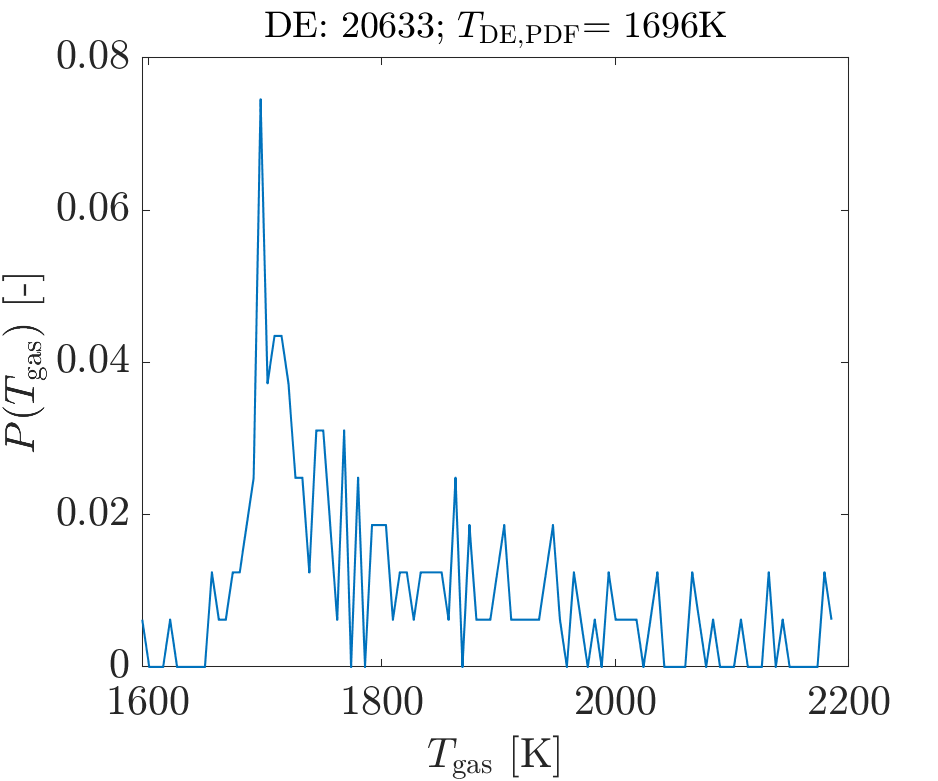 DE: 20633; T_DE,PDF= 1696K
0.08
0.06
0.04
0.02
0
P(T_gas) [-]
1600 1800 2000 2200
T_gas [K]